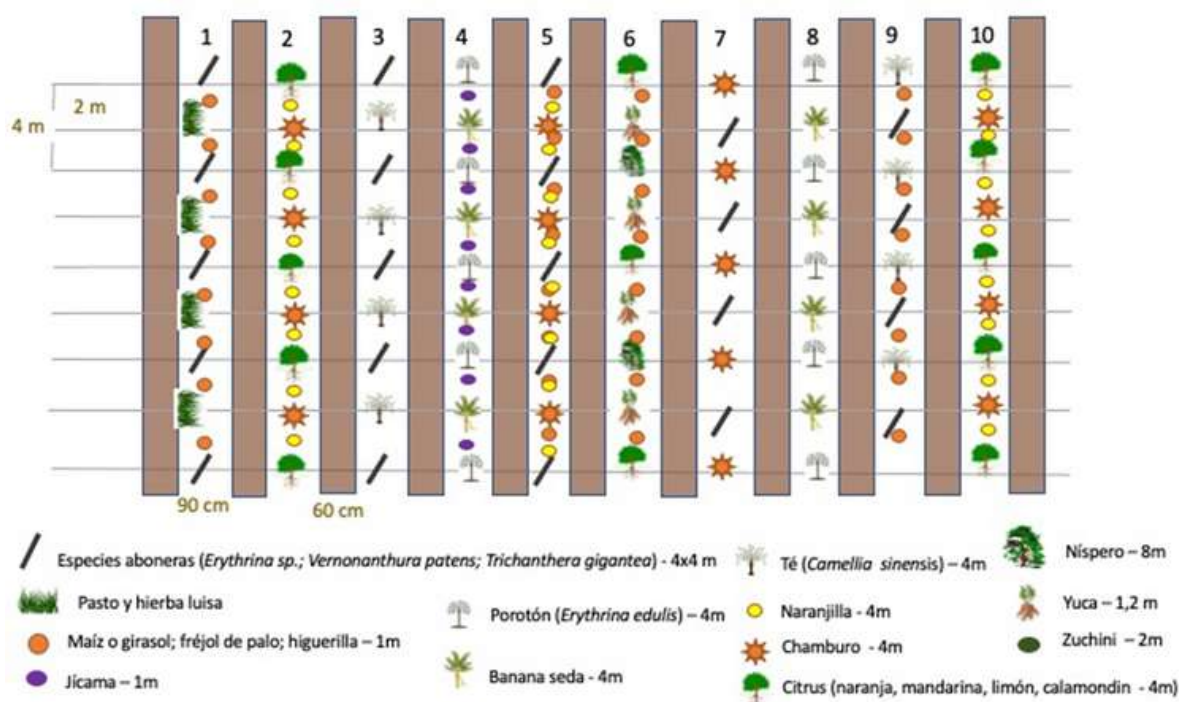 1 2 3 4 5 6 7 8 9 10
2 m
4 m
90 cm
60 cm
Especies aboneras (Erythrina sp.; Vernonanthura patens; Trichanthera gigantea) - 4x4 m
Pasto y hierba luisa
Maíz o girasol; fréjol de palo; higuerilla – 1m
Jícama – 1m
Porotón (Erythrina edulis) – 4m
Banana seda - 4m
Té (Camellia sinensis) – 4m
Naranjilla - 4m
Chamburo - 4m
Citrus (naranja, mandarina, limón, calamondin - 4m)
Níspero – 8m
Yuca – 1,2 m
Zuchini – 2m